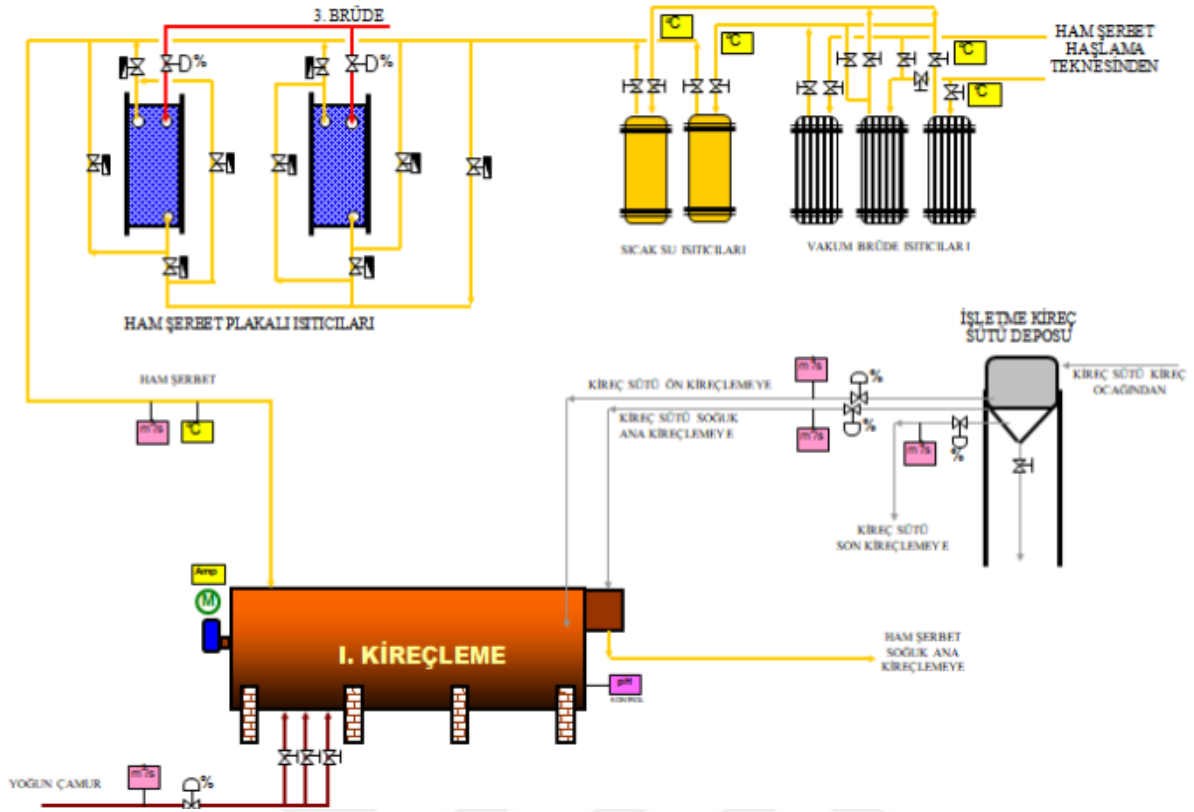 3. BRÜDE
°C
°C
°C
°C
HAM ŞERBET
HAŞLAMA
TEKNESİNDEN
%
%
SICAK SU ISITICILARI
VAKUM BRÜDE ISITICILARI
HAM ŞERBET PLAKALI ISITICILARI
İŞLETME KİREÇ
SÜTÜ DEPOSU
HAM ŞERBET
m³/s
°C
KİREÇ SÜTÜ ÖN KİREÇLEMEYE
m³/s
%
KİREÇ SÜTÜ KİREÇ
OCAĞINDAN
KİREÇ SÜTÜ SOĞUK
ANA KİREÇLEMEYE
m³/s
%
m³/s
%
KİREÇ SÜTÜ
SON KİREÇLEMEYE
Amp
M
I. KİREÇLEME
HAM ŞERBET
SOĞUK ANA
KİREÇLEMEYE
pH
KONTROL
YOĞUN ÇAMUR
m³/s
%